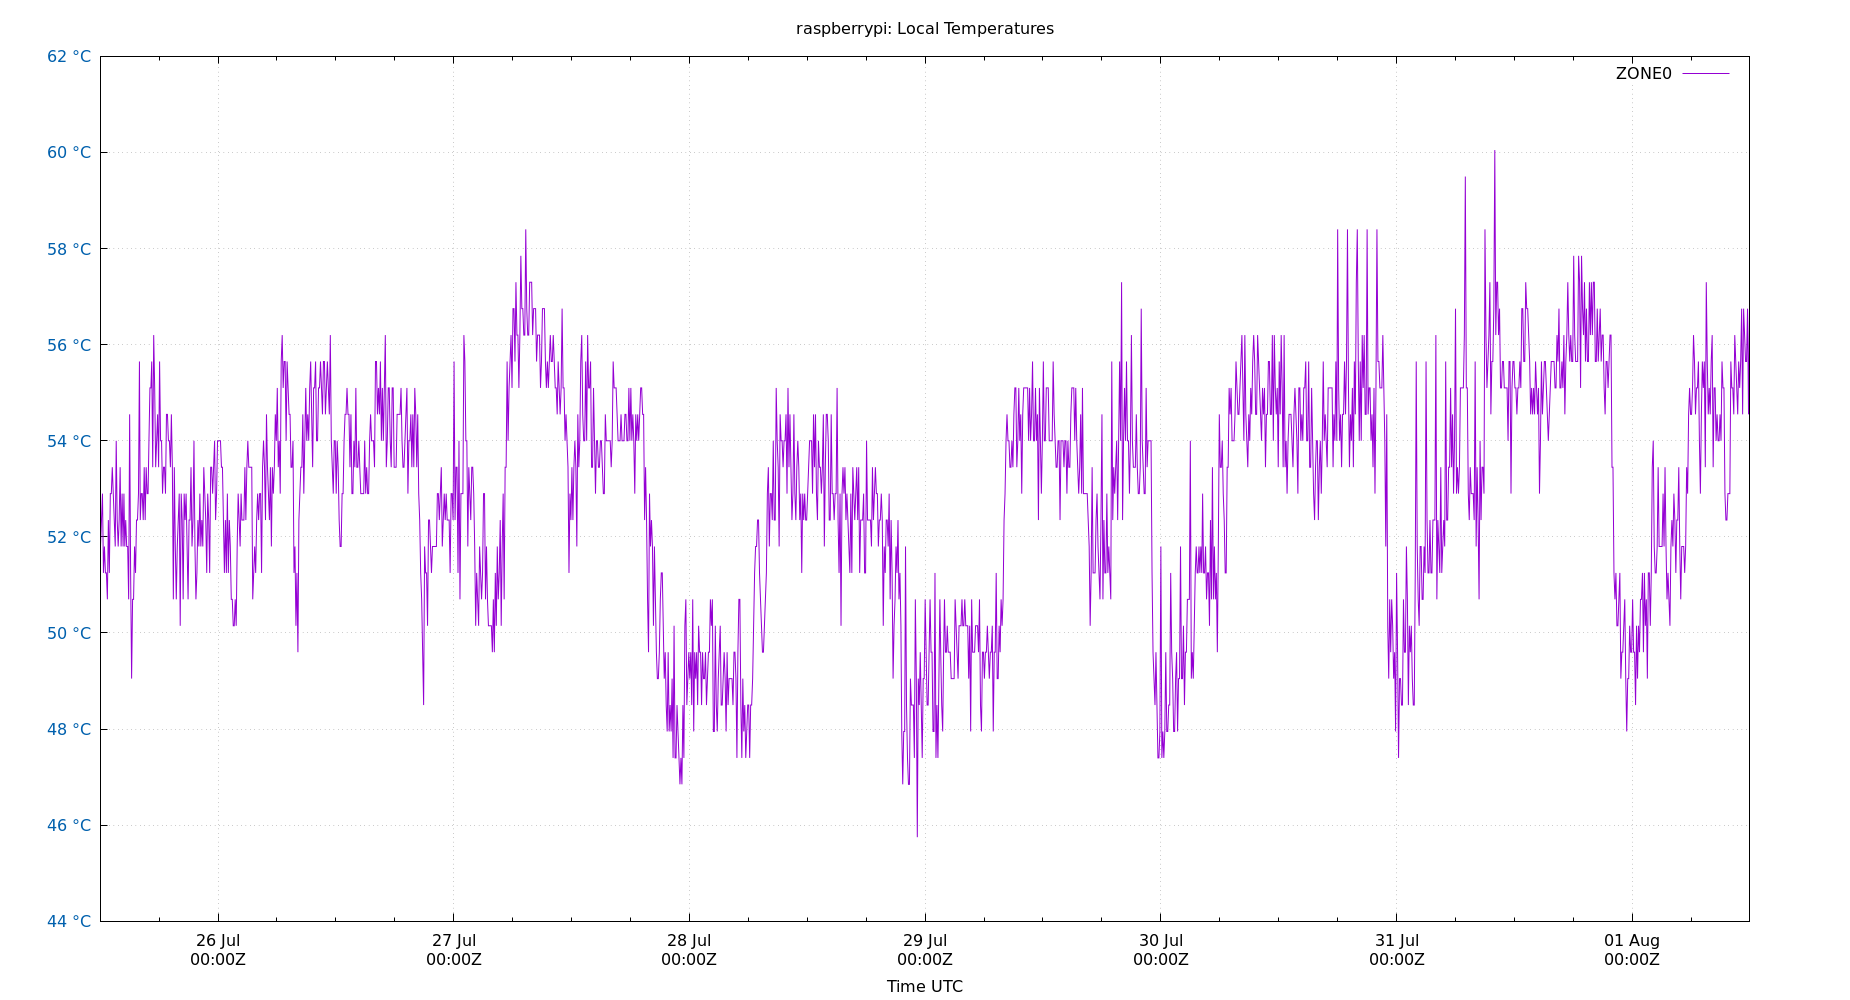 raspberrypi: Local Temperatures
ZONE0
62 °C
60 °C
58 °C
56 °C
54 °C
52 °C
50 °C
48 °C
46 °C
44 °C
26 Jul
00:00Z
27 Jul
00:00Z
28 Jul
00:00Z
29 Jul
00:00Z
30 Jul
00:00Z
31 Jul
00:00Z
01 Aug
00:00Z
Time UTC